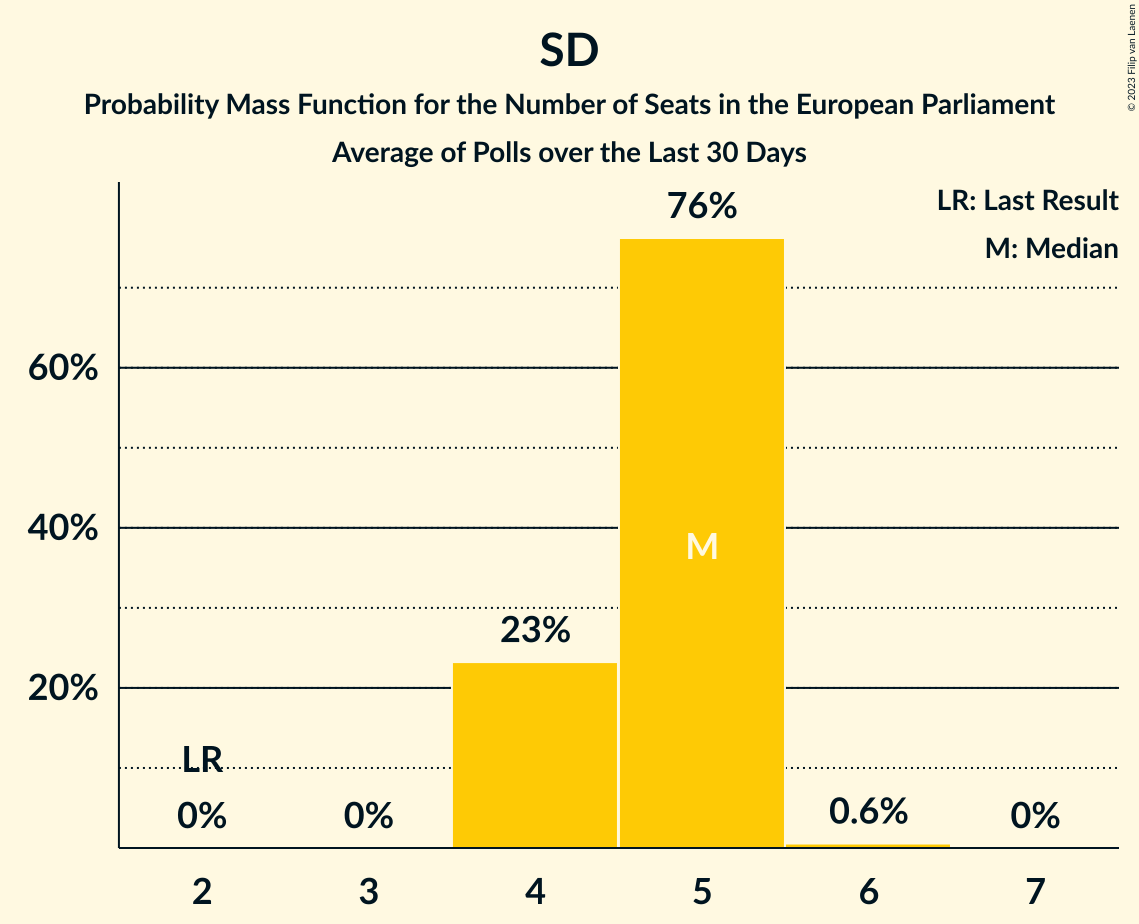 SD
Probability Mass Function for the Number of Seats in the European Parliament
Average of Polls over the Last 30 Days
© 2023 Filip van Laenen
LR: Last Result
M: Median
76%
60%
40%
M
23%
20%
LR
0%
0%
0.6%
0%
2
3
4
5
6
7